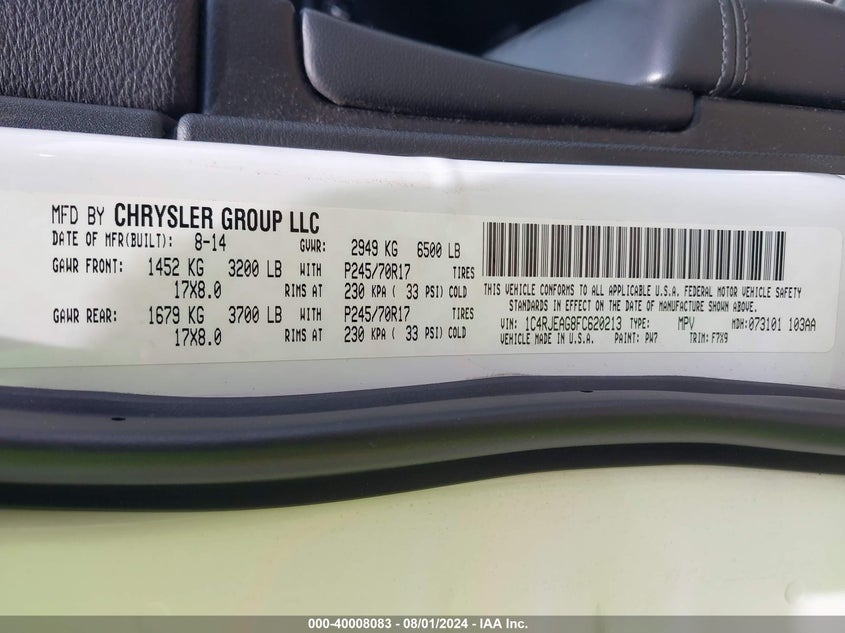 MFD BY CHRYSLER GROUP LLC
DATE OF MFR(BUILT): 8-14 GVWR: 2949 KG 6500 LB
GAWR FRONT: 1452 KG 3200 LB WITH P245/70R17 TIRES
17X8.0 RIMS AT 230 KPA ( 33 PSI) COLD
GAWR REAR: 1679 KG 3700 LB WITH P245/70R17 TIRES
17X8.0 RIMS AT 230 KPA ( 33 PSI) COLD
THIS VEHICLE CONFORMS TO ALL APPLICABLE U.S.A. FEDERAL MOTOR VEHICLE SAFETY
STANDARDS IN EFFECT ON THE DATE OF MANUFACTURE SHOWN ABOVE.
VIN: 1C4RJEAG8FC620213 TYPE: MPV MDH: 073101 103AA
VEHICLE MADE IN U.S.A. PAINT: PW7 TRIM: F7X9
000-40008083 - 08/01/2024 - IAA Inc.